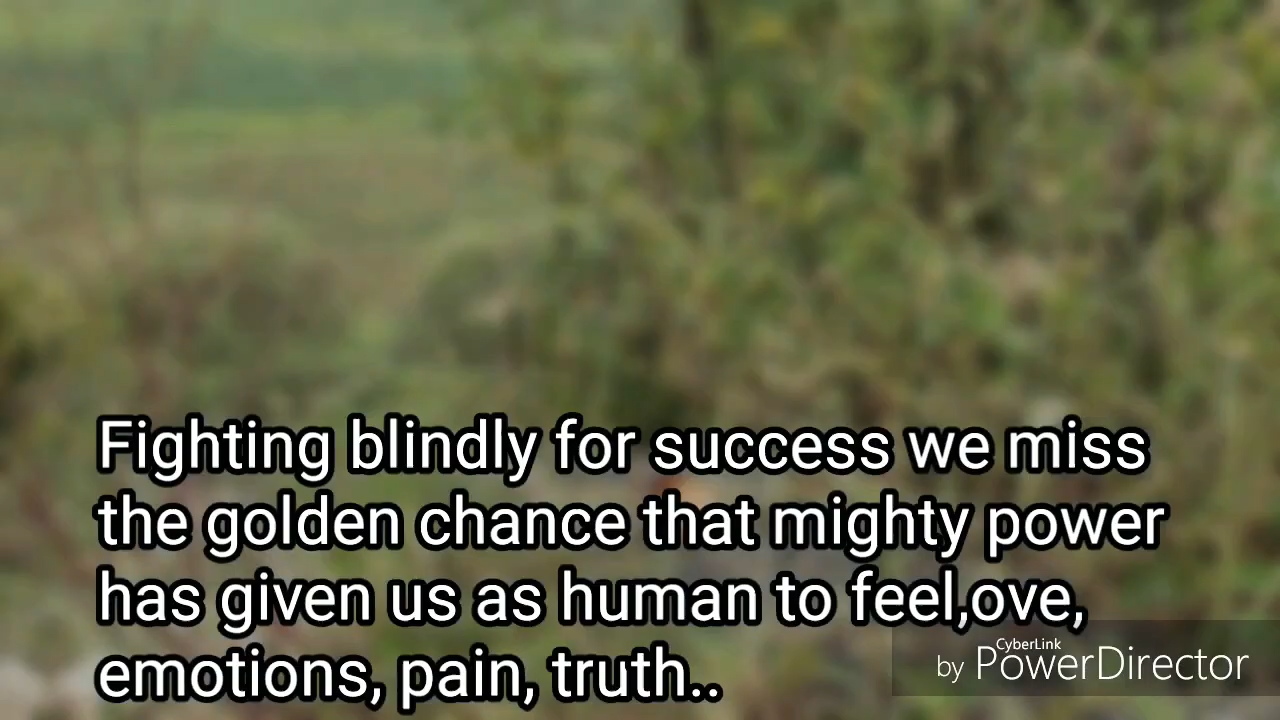 Fighting blindly for success we miss
the golden chance that mighty power
has given us as human to feel,ove,
emotions, pain, truth..
CyberLink
by PowerDirector